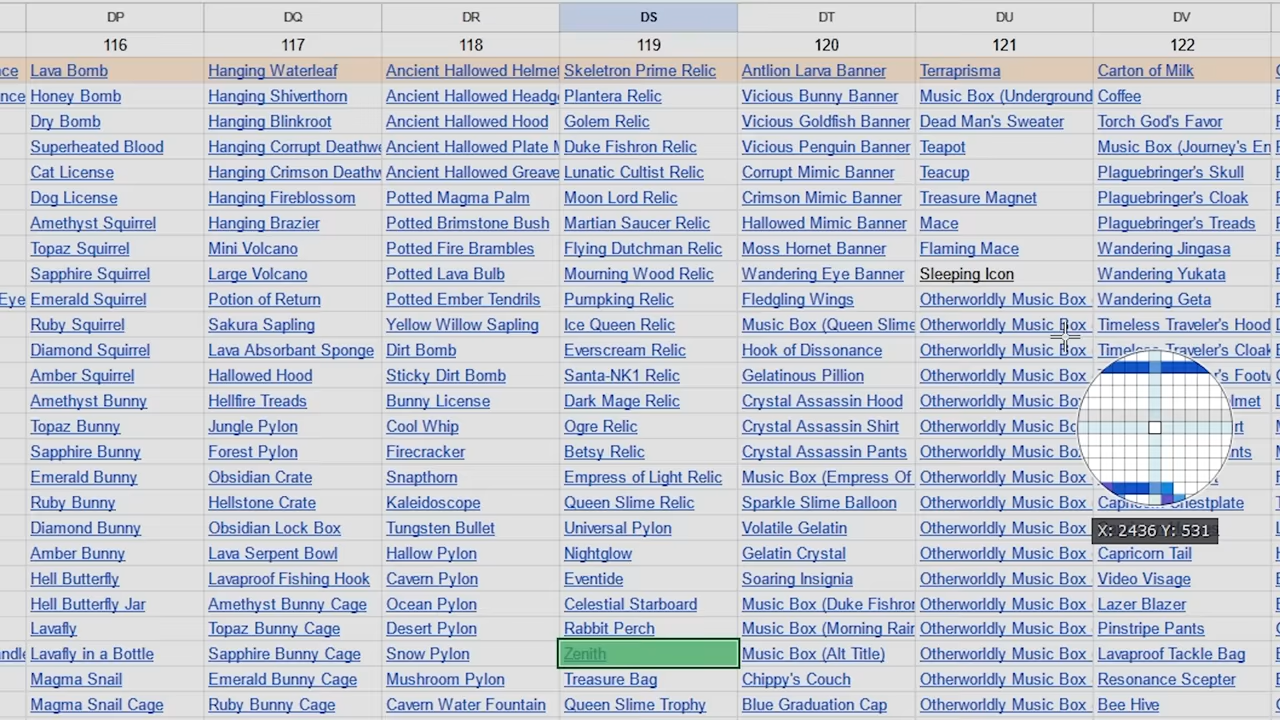 DP DQ DR DS DT DU DV
116 117 118 119 120 121 122
ce Lava Bomb Hanging Waterleaf Ancient Hallowed Helmet Skeletron Prime Relic Antlion Larva Banner Terraprisma Carton of Milk
nce Honey Bomb Hanging Shiverthorn Ancient Hallowed Headg Plantera Relic Vicious Bunny Banner Music Box (Underground Coffee
Dry Bomb Hanging Blinkroot Ancient Hallowed Hood Golem Relic Vicious Goldfish Banner Dead Man's Sweater Torch God's Favor
Superheated Blood Hanging Corrupt Deathwe Ancient Hallowed Plate M Duke Fishron Relic Vicious Penguin Banner Teapot Music Box (Journey's En
Cat License Hanging Crimson Deathw Ancient Hallowed Greave Lunatic Cultist Relic Corrupt Mimic Banner Teacup Plaguebringer's Skull
Dog License Hanging Fireblossom Potted Magma Palm Moon Lord Relic Crimson Mimic Banner Treasure Magnet Plaguebringer's Cloak
Amethyst Squirrel Hanging Brazier Potted Brimstone Bush Martian Saucer Relic Hallowed Mimic Banner Mace Plaguebringer's Treads
Topaz Squirrel Mini Volcano Potted Fire Brambles Flying Dutchman Relic Moss Hornet Banner Flaming Mace Wandering Jingasa
Sapphire Squirrel Large Volcano Potted Lava Bulb Mourning Wood Relic Wandering Eye Banner Sleeping Icon Wandering Yukata
Eye Emerald Squirrel Potion of Return Potted Ember Tendrils Pumpking Relic Fledgling Wings Otherworldly Music Box Wandering Geta
Ruby Squirrel Sakura Sapling Yellow Willow Sapling Ice Queen Relic Music Box (Queen Slime Otherworldly Music Box Timeless Traveler's Hood
Diamond Squirrel Lava Absorbant Sponge Dirt Bomb Everscream Relic Hook of Dissonance Otherworldly Music Box Timeless Traveler's Cloak
Amber Squirrel Hallowed Hood Sticky Dirt Bomb Santa-NK1 Relic Gelatinous Pillion Otherworldly Music Box
Amethyst Bunny Hellfire Treads Bunny License Dark Mage Relic Crystal Assassin Hood Otherworldly Music lmet
Topaz Bunny Jungle Pylon Cool Whip Ogre Relic Crystal Assassin Shirt Otherworldly Music rt
Sapphire Bunny Forest Pylon Firecracker Betsy Relic Crystal Assassin Pants Otherworldly Music nts
Emerald Bunny Obsidian Crate Snapthorn Empress of Light Relic Music Box (Empress Of Otherworldly Music
Ruby Bunny Hellstone Crate Kaleidoscope Queen Slime Relic Sparkle Slime Balloon Otherworldly Music Box
Diamond Bunny Obsidian Lock Box Tungsten Bullet Universal Pylon Volatile Gelatin Otherworldly Music Box X: 2436 Y: 531
Amber Bunny Lava Serpent Bowl Hallow Pylon Nightglow Gelatin Crystal Otherworldly Music Box Capricorn Tail
Hell Butterfly Lavaproof Fishing Hook Cavern Pylon Eventide Soaring Insignia Otherworldly Music Box Video Visage
Hell Butterfly Jar Amethyst Bunny Cage Ocean Pylon Celestial Starboard Music Box (Duke Fishror Otherworldly Music Box Lazer Blazer
Lavafly Topaz Bunny Cage Desert Pylon Rabbit Perch Music Box (Morning Rair Otherworldly Music Box Pinstripe Pants
ndle Lavafly in a Bottle Sapphire Bunny Cage Snow Pylon Zenith Music Box (Alt Title) Otherworldly Music Box Lavaproof Tackle Bag
Magma Snail Emerald Bunny Cage Mushroom Pylon Treasure Bag Chippy's Couch Otherworldly Music Box Resonance Scepter
Magma Snail Cage Ruby Bunny Cage Cavern Water Fountain Queen Slime Trophy Blue Graduation Cap Otherworldly Music Box Bee Hive